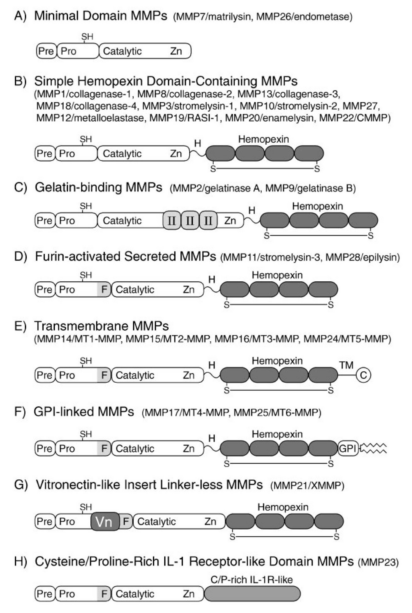 A) Minimal Domain MMPs (MMP7/matrilysin, MMP26/endometase)
SH
Pre Pro Catalytic Zn
B) Simple Hemopexin Domain-Containing MMPs
(MMP1/collagenase-1, MMP8/collagenase-2, MMP13/collagenase-3,
MMP18/collagenase-4, MMP3/stromelysin-1, MMP10/stromelysin-2, MMP27,
MMP12/metalloelastase, MMP19/RASI-1, MMP20/enamelysin, MMP22/CMMP)
SH H Hemopexin
Pre Pro Catalytic Zn
S S
C) Gelatin-binding MMPs (MMP2/gelatinase A, MMP9/gelatinase B)
SH H Hemopexin
Pre Pro Catalytic II II II Zn
S S
D) Furin-activated Secreted MMPs (MMP11/stromelysin-3, MMP28/epilysin)
SH H Hemopexin
Pre Pro F Catalytic Zn
S S
E) Transmembrane MMPs
(MMP14/MT1-MMP, MMP15/MT2-MMP, MMP16/MT3-MMP, MMP24/MT5-MMP)
SH H Hemopexin TM
Pre Pro F Catalytic Zn C
S S
F) GPI-linked MMPs (MMP17/MT4-MMP, MMP25/MT6-MMP)
SH H Hemopexin
Pre Pro F Catalytic Zn GPI
S S
G) Vitronectin-like Insert Linker-less MMPs (MMP21/XMMP)
SH Hemopexin
Pre Pro Vn F Catalytic Zn
S S
H) Cysteine/Proline-Rich IL-1 Receptor-like Domain MMPs (MMP23)
C/P-rich IL-1R-like
Pre Pro F Catalytic Zn